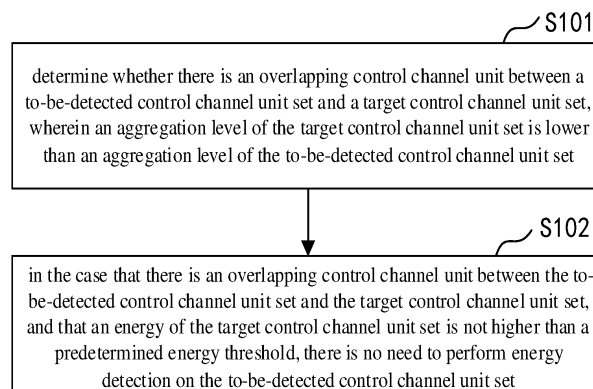 S101
determine whether there is an overlapping control channel unit between a
to-be-detected control channel unit set and a target control channel unit set,
wherein an aggregation level of the target control channel unit set is lower
than an aggregation level of the to-be-detected control channel unit set
S102
in the case that there is an overlapping control channel unit between the to-
be-detected control channel unit set and the target control channel unit set,
and that an energy of the target control channel unit set is not higher than a
predetermined energy threshold, there is no need to perform energy
detection on the to-be-detected control channel unit set